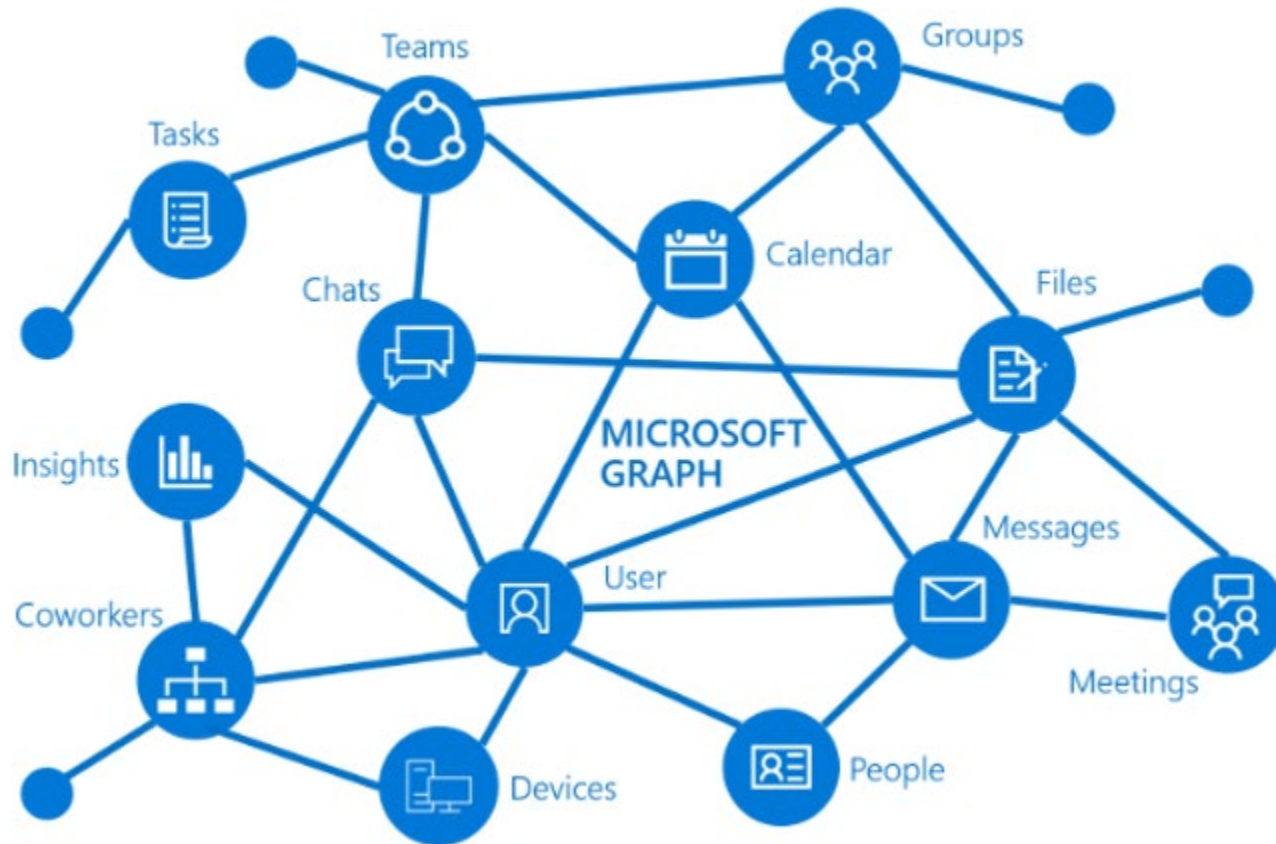 Groups
Teams
Tasks
Calendar
Chats
Files
MICROSOFT
GRAPH
Insights
Messages
User
Coworkers
Meetings
People
Devices